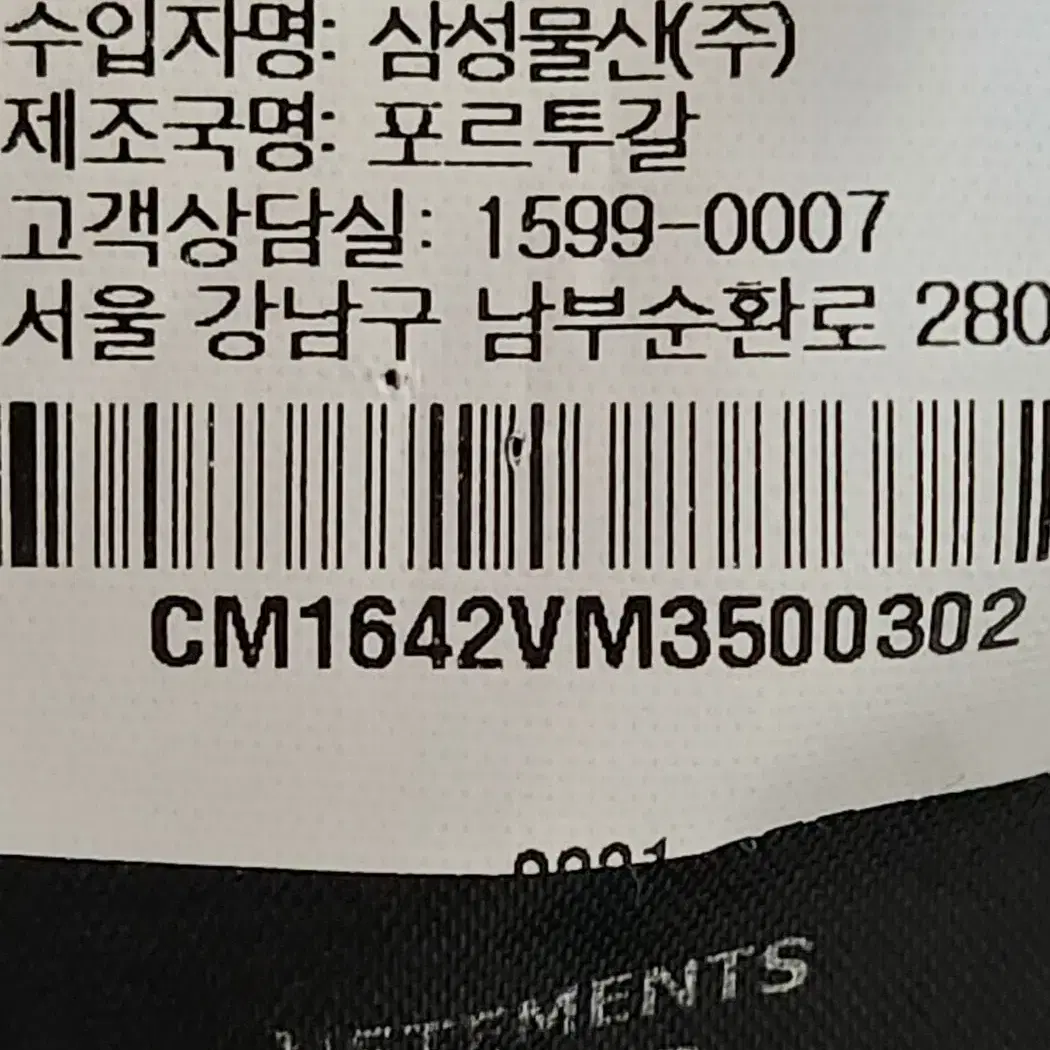 수입자명: 삼성물산(주)
제조국명: 포르투갈
고객상담실: 1599-0007
서울 강남구 남부순환로 280
CM1642VM3500302
VETEMENTS